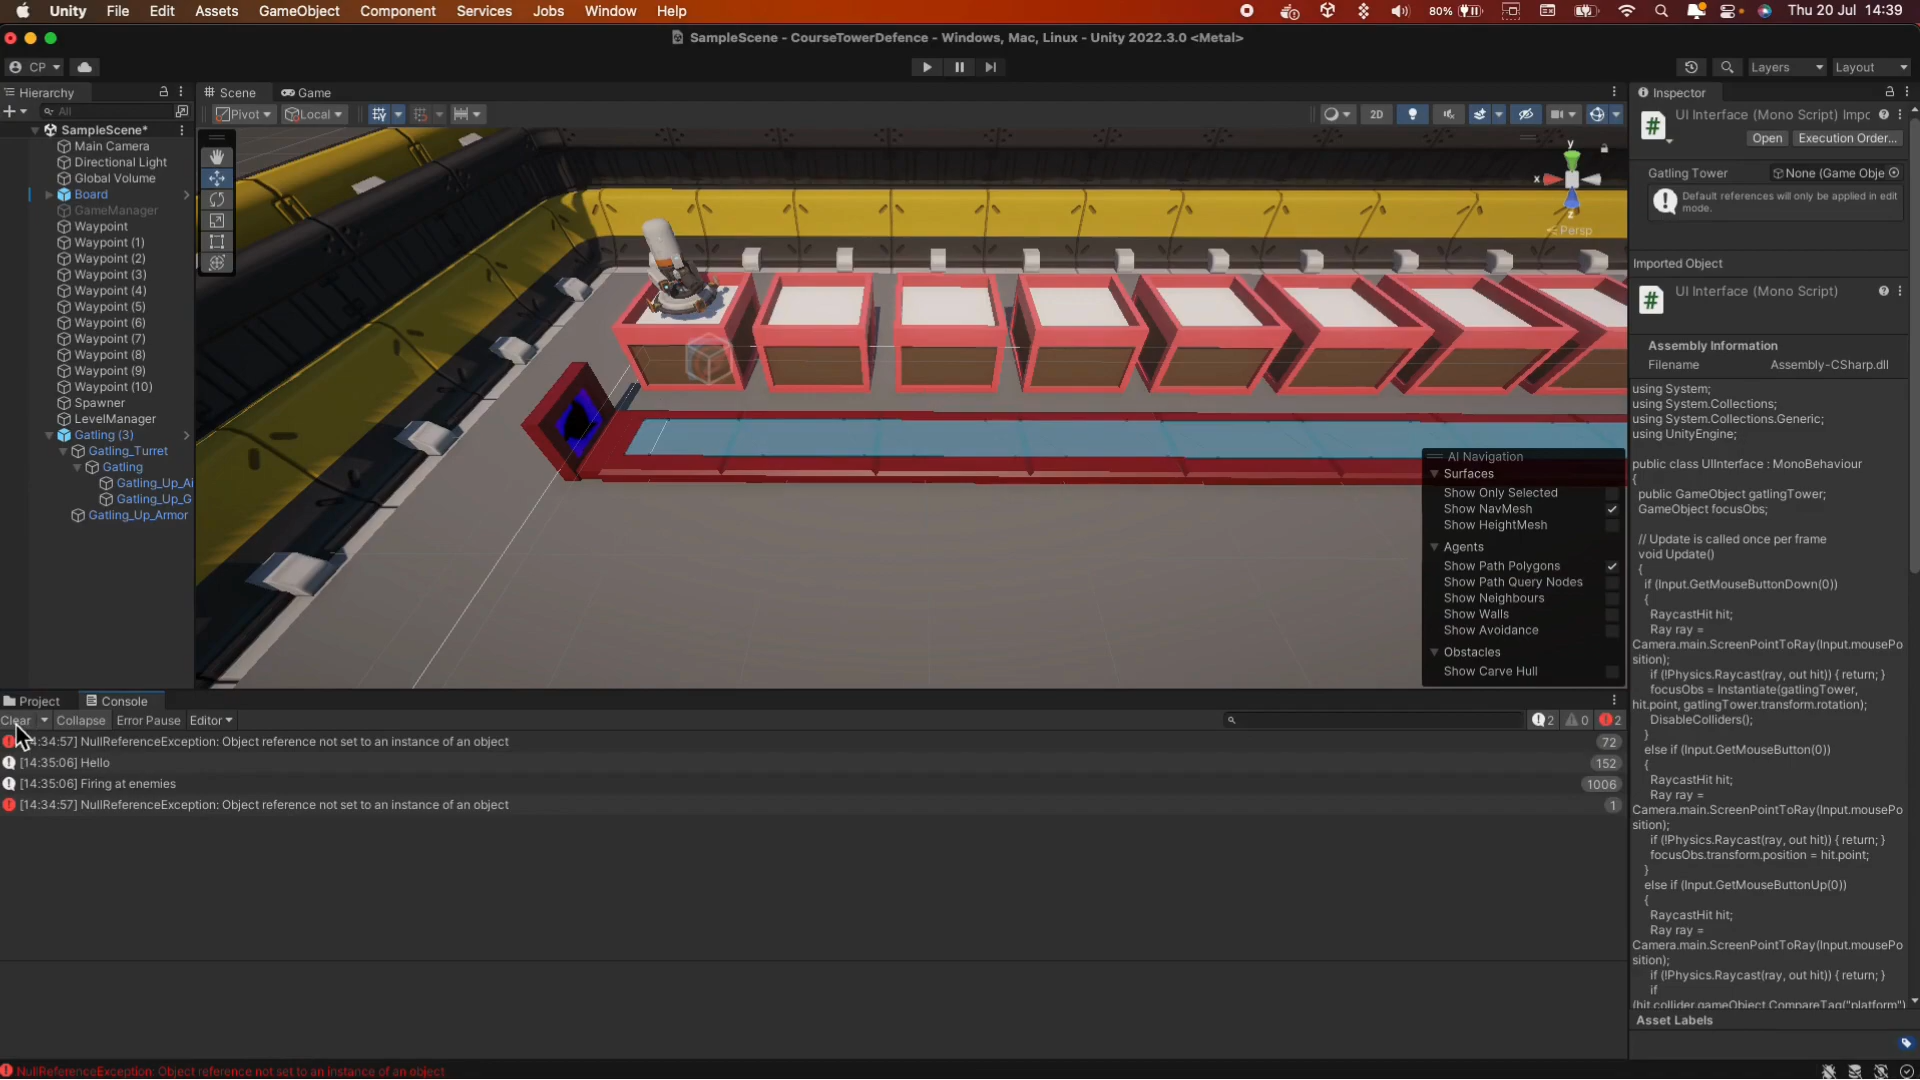 Unity File Edit Assets GameObject Component Services Jobs Window Help 80% Thu 20 Jul 14:39
SampleScene - CourseTowerDefence - Windows, Mac, Linux - Unity 2022.3.0 <Metal>
CP Layers Layout
Hierarchy
All
SampleScene*
Main Camera
Directional Light
Global Volume
Board
GameManager
Waypoint
Waypoint (1)
Waypoint (2)
Waypoint (3)
Waypoint (4)
Waypoint (5)
Waypoint (6)
Waypoint (7)
Waypoint (8)
Waypoint (9)
Waypoint (10)
Spawner
LevelManager
Gatling (3)
Gatling_Turret
Gatling
Gatling_Up_Ai
Gatling_Up_G
Gatling_Up_Armor
Scene Game
Pivot Local 2D
y
x
z
Persp
AI Navigation
Surfaces
Show Only Selected
Show NavMesh
Show HeightMesh
Agents
Show Path Polygons
Show Path Query Nodes
Show Neighbours
Show Walls
Show Avoidance
Obstacles
Show Carve Hull
Project Console
Clear Collapse Error Pause Editor 2 0 2
14:34:57] NullReferenceException: Object reference not set to an instance of an object 72
[14:35:06] Hello 152
[14:35:06] Firing at enemies 1006
[14:34:57] NullReferenceException: Object reference not set to an instance of an object 1
NullReferenceException: Object reference not set to an instance of an object
Inspector
UI Interface (Mono Script) Impc
Open Execution Order...
Gatling Tower None (Game Obje
Default references will only be applied in edit
mode.
Imported Object
UI Interface (Mono Script)
Assembly Information
Filename Assembly-CSharp.dll
using System;
using System.Collections;
using System.Collections.Generic;
using UnityEngine;
public class UIInterface : MonoBehaviour
{
public GameObject gatlingTower;
GameObject focusObs;
// Update is called once per frame
void Update()
{
if (Input.GetMouseButtonDown(0))
{
RaycastHit hit;
Ray ray =
Camera.main.ScreenPointToRay(Input.mousePo
sition);
if (!Physics.Raycast(ray, out hit)) { return; }
focusObs = Instantiate(gatlingTower,
hit.point, gatlingTower.transform.rotation);
DisableColliders();
}
else if (Input.GetMouseButton(0))
{
RaycastHit hit;
Ray ray =
Camera.main.ScreenPointToRay(Input.mousePo
sition);
if (!Physics.Raycast(ray, out hit)) { return; }
focusObs.transform.position = hit.point;
}
else if (Input.GetMouseButtonUp(0))
{
RaycastHit hit;
Ray ray =
Camera.main.ScreenPointToRay(Input.mousePo
sition);
if (!Physics.Raycast(ray, out hit)) { return; }
if
(hit.collider.gameObject.CompareTag("platform")
Asset Labels